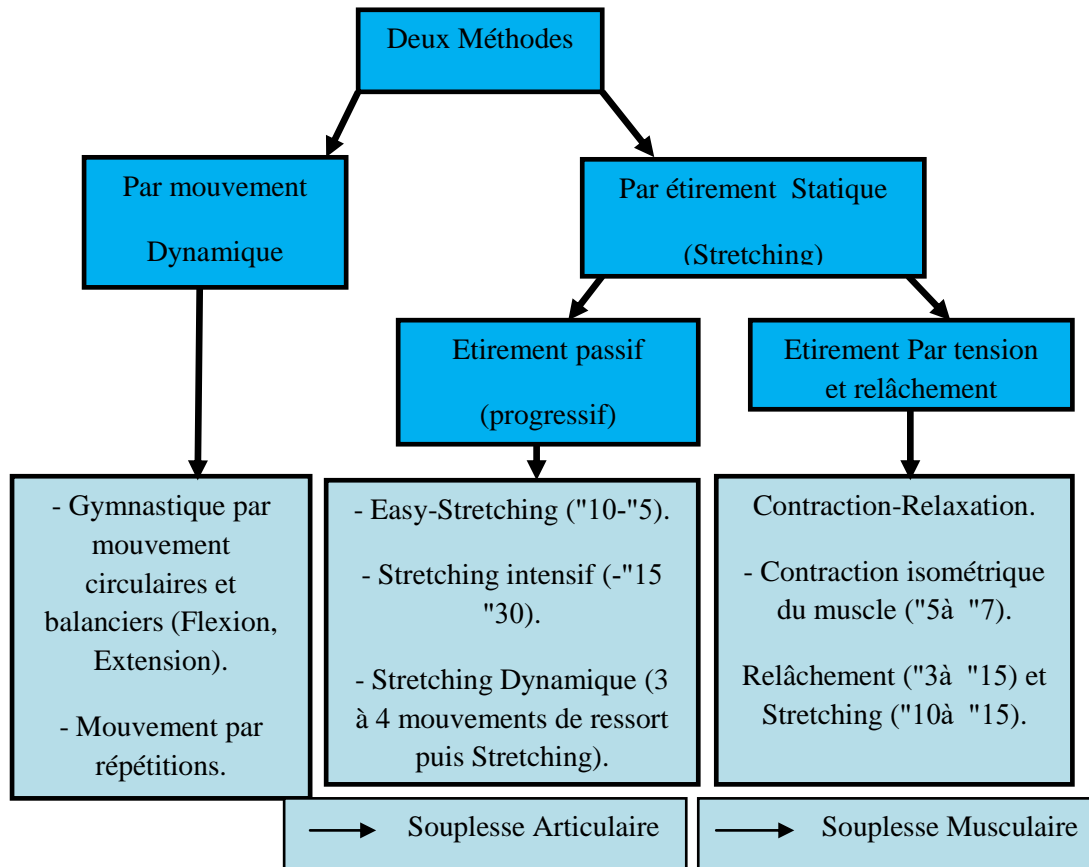 Deux Méthodes
Par mouvement
Dynamique
Par étirement Statique
(Stretching)
Etirement passif
(progressif)
Etirement Par tension
et relâchement
- Gymnastique par
mouvement
circulaires et
balanciers (Flexion,
Extension).
- Mouvement par
répétitions.
- Easy-Stretching ("10-"5).
- Stretching intensif (-"15
"30).
- Stretching Dynamique (3
à 4 mouvements de ressort
puis Stretching).
Contraction-Relaxation.
- Contraction isométrique
du muscle ("5à "7).
Relâchement ("3à "15) et
Stretching ("10à "15).
Souplesse Articulaire
Souplesse Musculaire